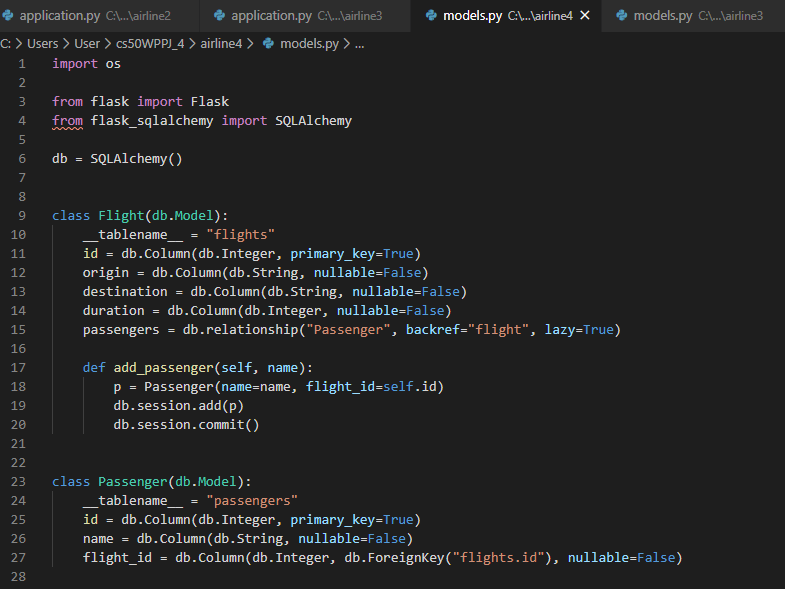 application.py C:\...\airline2 application.py C:\...\airline3 models.py C:\...\airline4 × models.py C:\...\airline3
C: > Users > User > cs50WPPJ_4 > airline4 > models.py > ...
1 import os
2
3 from flask import Flask
4 from flask_sqlalchemy import SQLAlchemy
5
6 db = SQLAlchemy()
7
8
9 class Flight(db.Model):
10     __tablename__ = "flights"
11     id = db.Column(db.Integer, primary_key=True)
12     origin = db.Column(db.String, nullable=False)
13     destination = db.Column(db.String, nullable=False)
14     duration = db.Column(db.Integer, nullable=False)
15     passengers = db.relationship("Passenger", backref="flight", lazy=True)
16
17     def add_passenger(self, name):
18         p = Passenger(name=name, flight_id=self.id)
19         db.session.add(p)
20         db.session.commit()
21
22
23 class Passenger(db.Model):
24     __tablename__ = "passengers"
25     id = db.Column(db.Integer, primary_key=True)
26     name = db.Column(db.String, nullable=False)
27     flight_id = db.Column(db.Integer, db.ForeignKey("flights.id"), nullable=False)
28